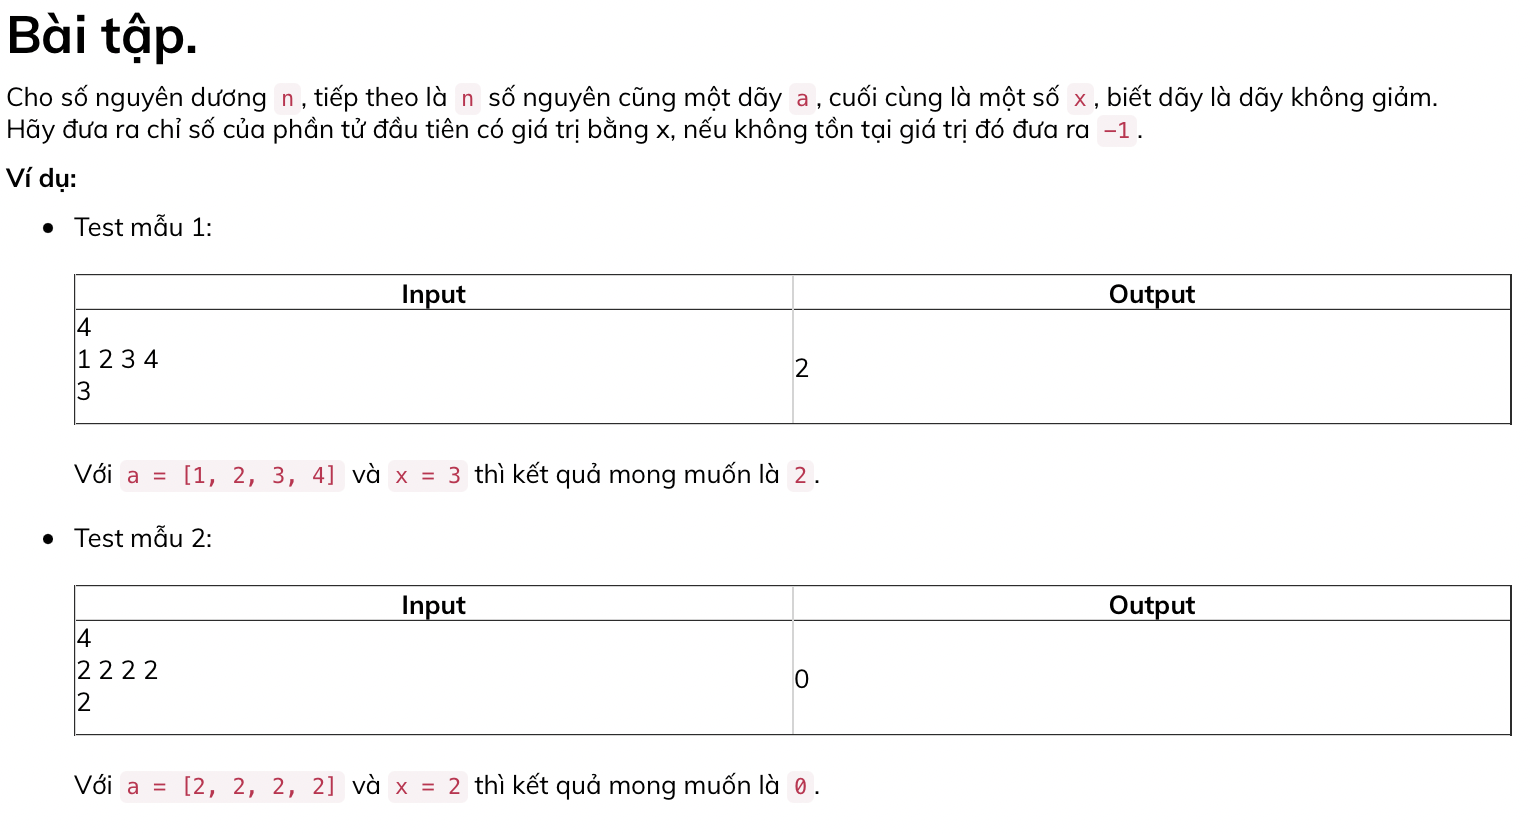 Bài tập.
Cho số nguyên dương n, tiếp theo là n số nguyên cũng một dãy a, cuối cùng là một số x, biết dãy là dãy không giảm.
Hãy đưa ra chỉ số của phần tử đầu tiên có giá trị bằng x, nếu không tồn tại giá trị đó đưa ra -1.
Ví dụ:
Test mẫu 1:
Input Output
4
1 2 3 4
2
3
Với a = [1, 2, 3, 4] và x = 3 thì kết quả mong muốn là 2.
Test mẫu 2:
Input Output
4
2 2 2 2
0
2
Với a = [2, 2, 2, 2] và x = 2 thì kết quả mong muốn là 0.